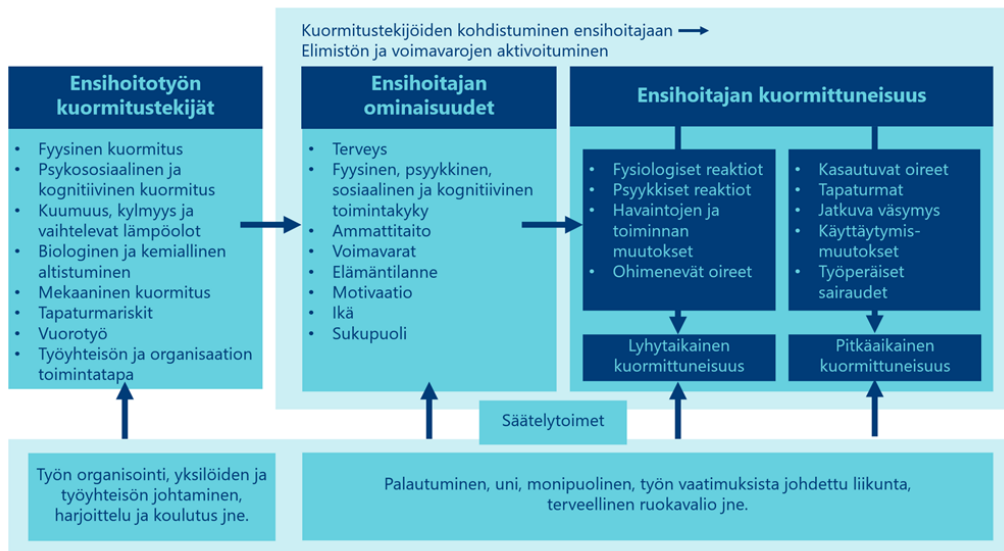 Kuormitustekijöiden kohdistuminen ensihoitajaan
Elimistön ja voimavarojen aktivoituminen
Ensihoitotyön
kuormitustekijät
• Fyysinen kuormitus
• Psykososiaalinen ja
kognitiivinen kuormitus
• Kuumuus, kylmyys ja
vaihtelevat lämpöolot
• Biologinen ja kemiallinen
altistuminen
• Mekaaninen kuormitus
• Tapaturmariskit
• Vuorotyö
• Työyhteisön ja organisaation
toimintatapa
Ensihoitajan
ominaisuudet
• Terveys
• Fyysinen, psyykkinen,
sosiaalinen ja kognitiivinen
toimintakyky
• Ammattitaito
• Voimavarat
• Elämäntilanne
• Motivaatio
• Ikä
• Sukupuoli
Ensihoitajan kuormittuneisuus
• Fysiologiset reaktiot
• Psyykkiset reaktiot
• Havaintojen ja
toiminnan
muutokset
• Ohimenevät oireet
Lyhytaikainen
kuormittuneisuus
• Kasautuvat oireet
• Tapaturmat
• Jatkuva väsymys
• Käyttäytymis-
muutokset
• Työperäiset
sairaudet
Pitkäaikainen
kuormittuneisuus
Säätelytoimet
Työn organisointi, yksilöiden ja
työyhteisön johtaminen,
harjoittelu ja koulutus jne.
Palautuminen, uni, monipuolinen, työn vaatimuksista johdettu liikunta,
terveellinen ruokavalio jne.